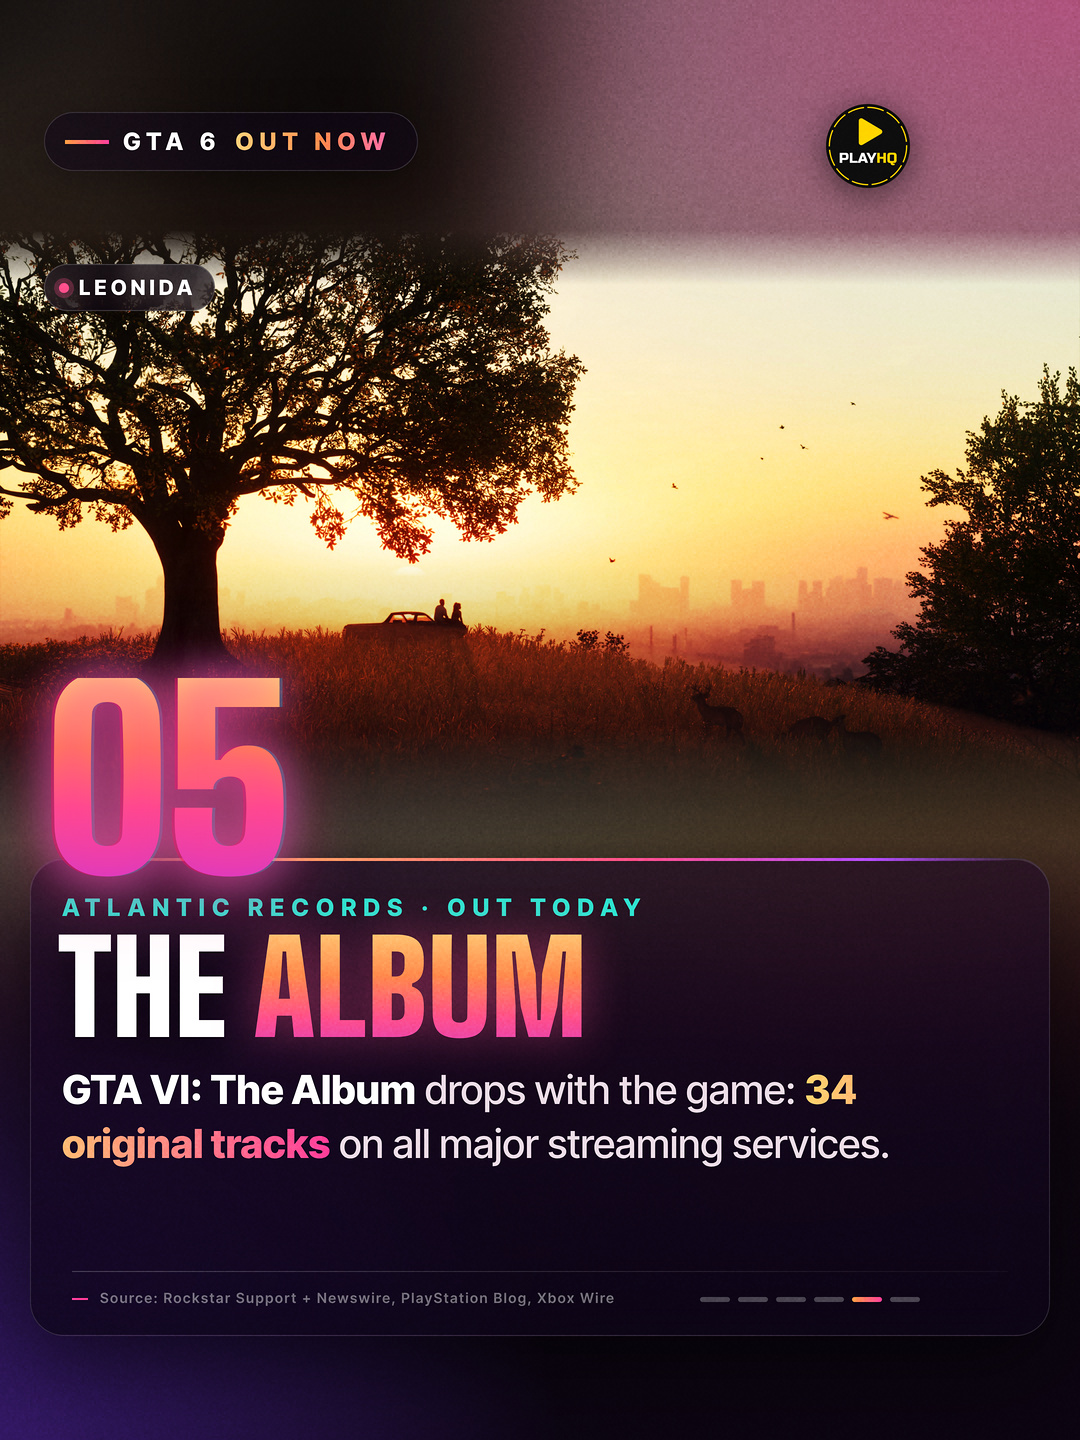 GTA 6 OUT NOW
PLAYHQ
LEONIDA
05
ATLANTIC RECORDS · OUT TODAY
THE ALBUM
GTA VI: The Album drops with the game: 34
original tracks on all major streaming services.
Source: Rockstar Support + Newswire, PlayStation Blog, Xbox Wire